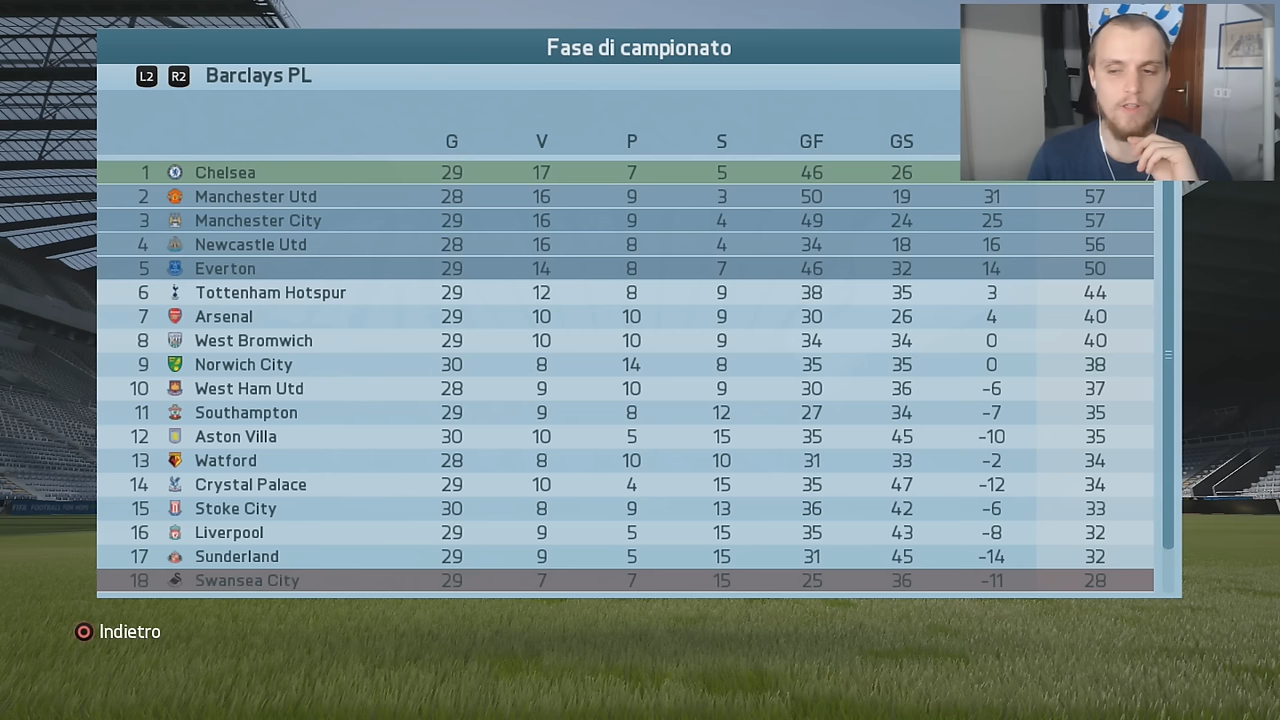 Fase di campionato
L2 R2 Barclays PL
G V P S GF GS
1 Chelsea 29 17 7 5 46 26
2 Manchester Utd 28 16 9 3 50 19 31 57
3 Manchester City 29 16 9 4 49 24 25 57
4 Newcastle Utd 28 16 8 4 34 18 16 56
5 Everton 29 14 8 7 46 32 14 50
6 Tottenham Hotspur 29 12 8 9 38 35 3 44
7 Arsenal 29 10 10 9 30 26 4 40
8 West Bromwich 29 10 10 9 34 34 0 40
9 Norwich City 30 8 14 8 35 35 0 38
10 West Ham Utd 28 9 10 9 30 36 -6 37
11 Southampton 29 9 8 12 27 34 -7 35
12 Aston Villa 30 10 5 15 35 45 -10 35
13 Watford 28 8 10 10 31 33 -2 34
14 Crystal Palace 29 10 4 15 35 47 -12 34
15 Stoke City 30 8 9 13 36 42 -6 33
16 Liverpool 29 9 5 15 35 43 -8 32
17 Sunderland 29 9 5 15 31 45 -14 32
18 Swansea City 29 7 7 15 25 36 -11 28
Indietro